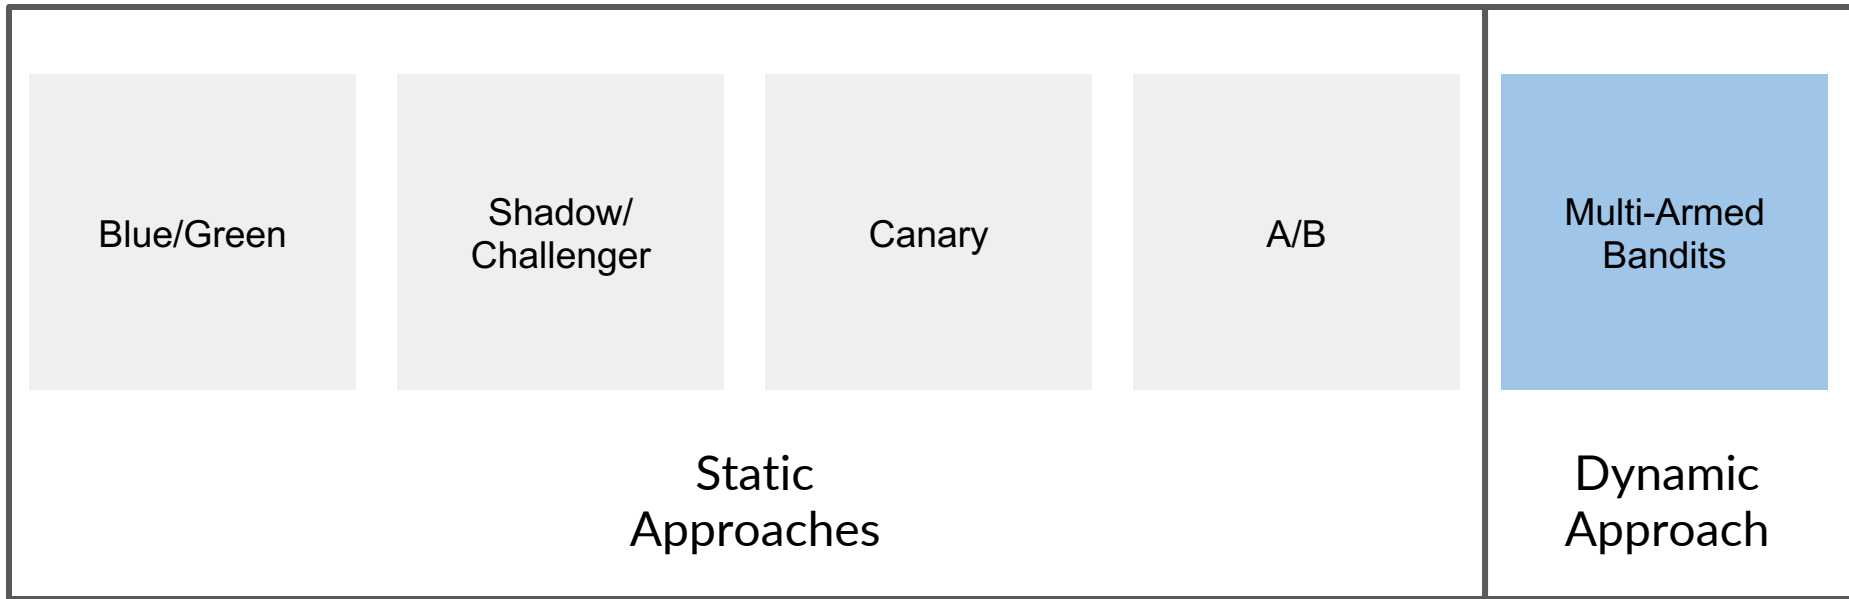 Blue/Green
Shadow/
Challenger
Canary
A/B
Multi-Armed
Bandits
Static
Approaches
Dynamic
Approach